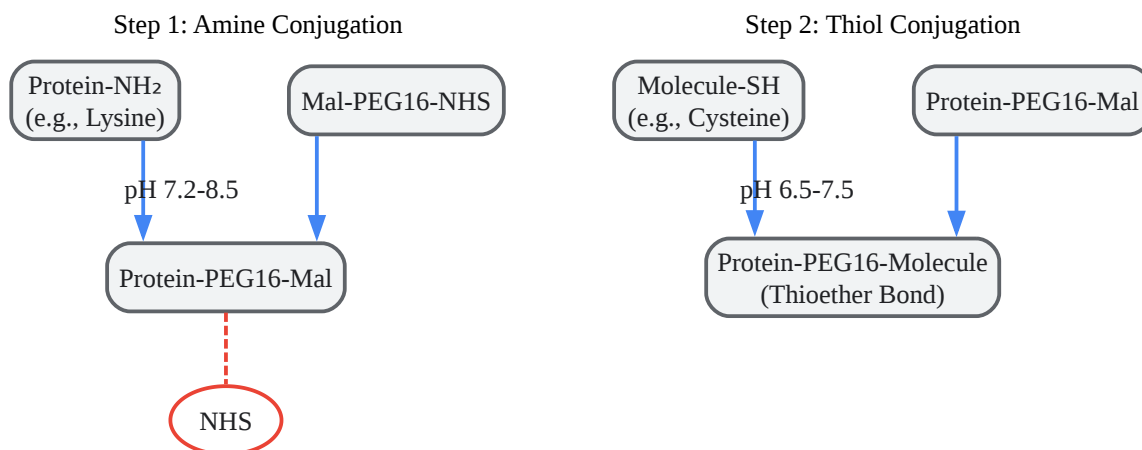 Step 1: Amine Conjugation
Protein-NH₂
(e.g., Lysine)
Mal-PEG16-NHS
pH 7.2-8.5
Protein-PEG16-Mal
NHS
Step 2: Thiol Conjugation
Molecule-SH
(e.g., Cysteine)
Protein-PEG16-Mal
pH 6.5-7.5
Protein-PEG16-Molecule
(Thioether Bond)